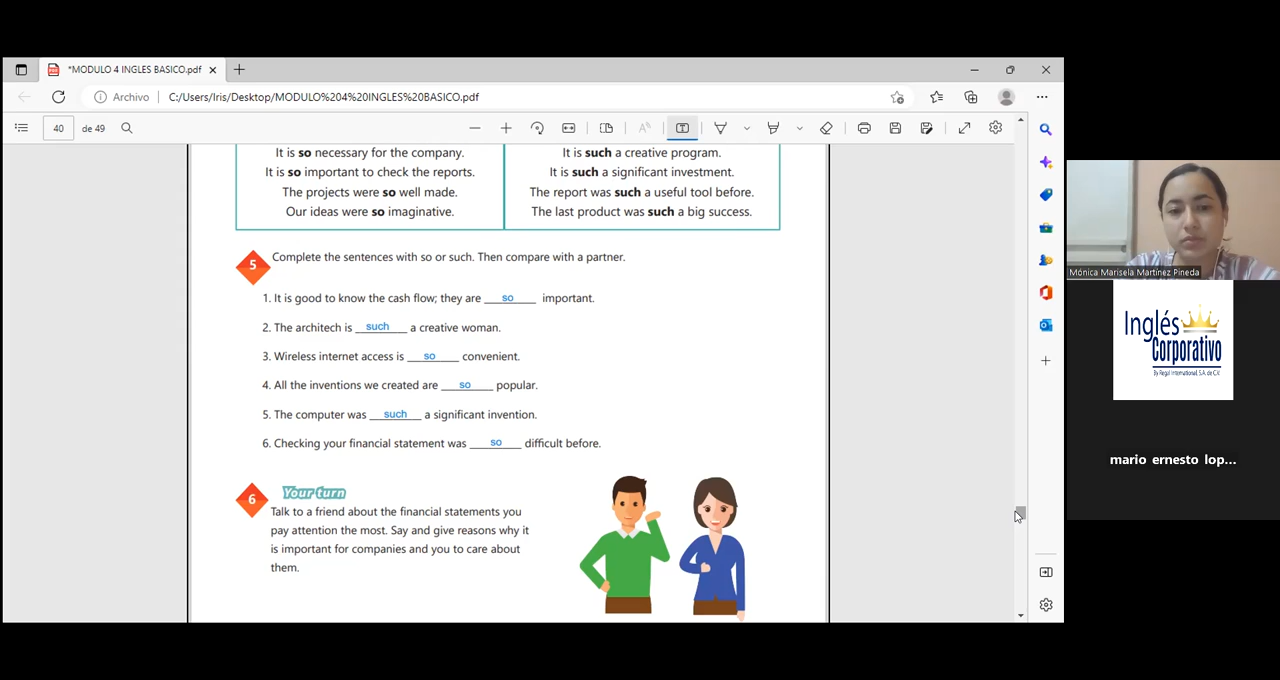 *MODULO 4 INGLES BASICO.pdf
Archivo
C:/Users/Iris/Desktop/MODULO%204%20INGLES%20BASICO.pdf
40 de 49
It is so necessary for the company.
It is so important to check the reports.
The projects were so well made.
Our ideas were so imaginative.
It is such a creative program.
It is such a significant investment.
The report was such a useful tool before.
The last product was such a big success.
5 Complete the sentences with so or such. Then compare with a partner.
1. It is good to know the cash flow; they are so important.
2. The architech is such a creative woman.
3. Wireless internet access is so convenient.
4. All the inventions we created are so popular.
5. The computer was such a significant invention.
6. Checking your financial statement was so difficult before.
6 Your turn
Talk to a friend about the financial statements you
pay attention the most. Say and give reasons why it
is important for companies and you to care about
them.
Mónica Marisela Martínez Pineda
Inglés
Corporativo
By Regal International, S.A. de C.V.
mario ernesto lop...